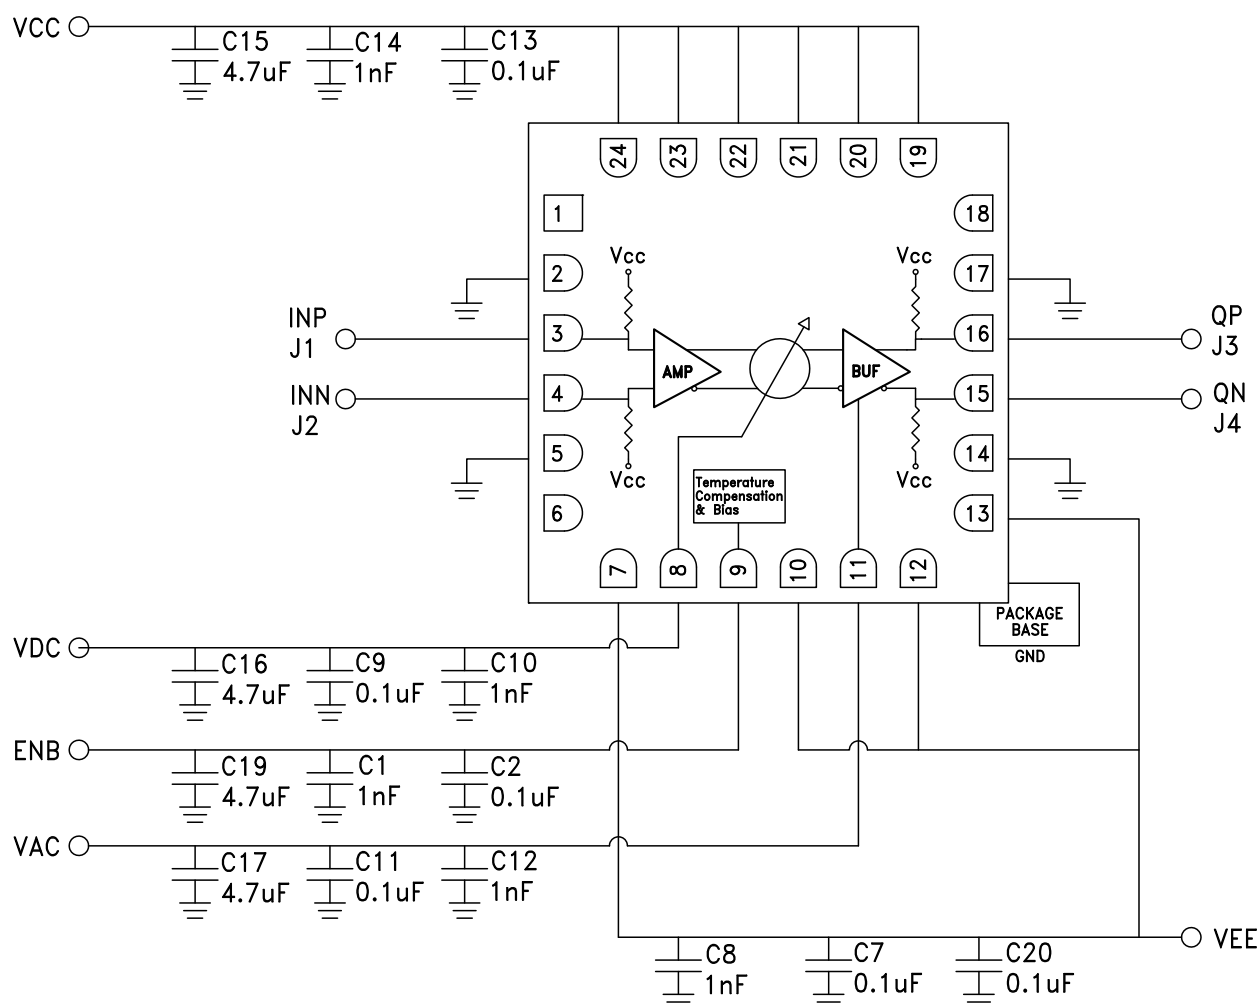 VCC
C15
4.7uF
C14
1nF
C13
0.1uF
24
23
22
21
20
19
1
18
2
Vcc
Vcc
17
INP
J1
3
16
QP
J3
AMP
BUF
INN
J2
4
15
QN
J4
5
Vcc
Vcc
14
Temperature
Compensation
& Bias
6
13
7
8
9
10
11
12
PACKAGE
BASE
GND
VDC
C16
4.7uF
C9
0.1uF
C10
1nF
ENB
C19
4.7uF
C1
1nF
C2
0.1uF
VAC
C17
4.7uF
C11
0.1uF
C12
1nF
VEE
C8
1nF
C7
0.1uF
C20
0.1uF